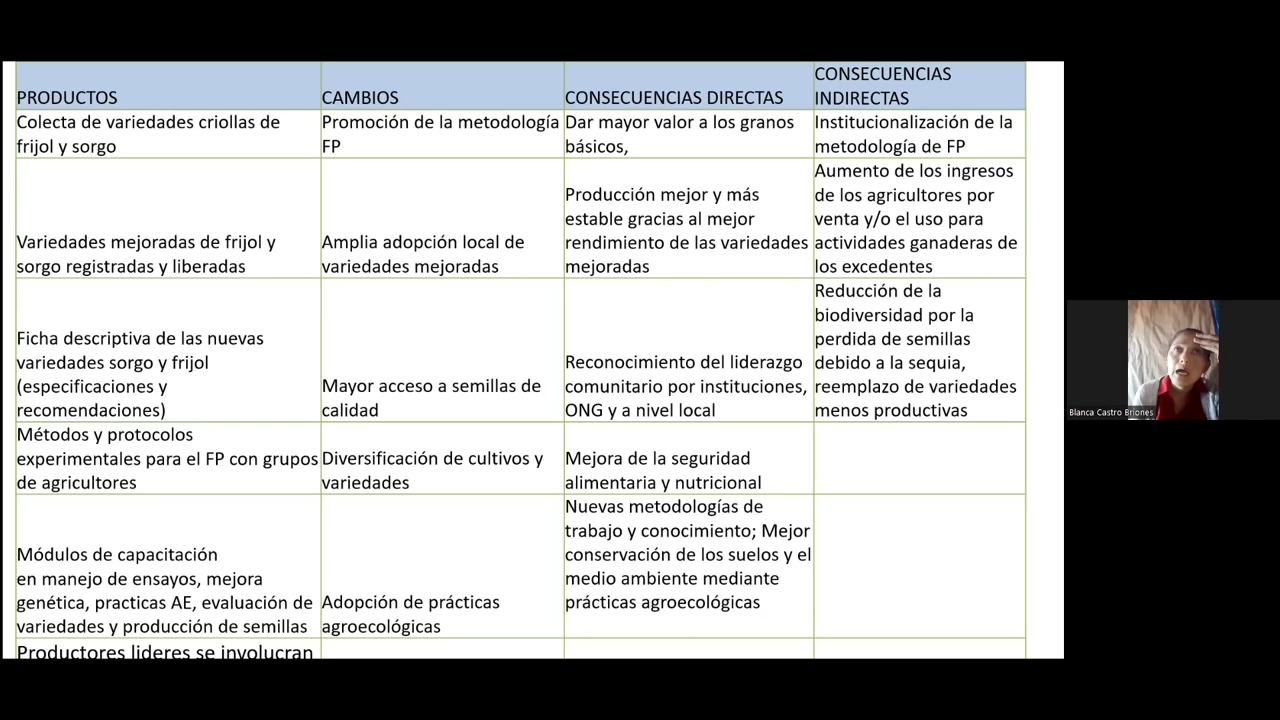 PRODUCTOS
CAMBIOS
CONSECUENCIAS DIRECTAS
CONSECUENCIAS
INDIRECTAS
Colecta de variedades criollas de
frijol y sorgo
Promoción de la metodología
FP
Dar mayor valor a los granos
básicos,
Institucionalización de la
metodología de FP
Variedades mejoradas de frijol y
sorgo registradas y liberadas
Amplia adopción local de
variedades mejoradas
Producción mejor y más
estable gracias al mejor
rendimiento de las variedades
mejoradas
Aumento de los ingresos
de los agricultores por
venta y/o el uso para
actividades ganaderas de
los excedentes
Ficha descriptiva de las nuevas
variedades sorgo y frijol
(especificaciones y
recomendaciones)
Mayor acceso a semillas de
calidad
Reconocimiento del liderazgo
comunitario por instituciones,
ONG y a nivel local
Reducción de la
biodiversidad por la
perdida de semillas
debido a la sequia,
reemplazo de variedades
menos productivas
Métodos y protocolos
experimentales para el FP con grupos
de agricultores
Diversificación de cultivos y
variedades
Mejora de la seguridad
alimentaria y nutricional
Módulos de capacitación
en manejo de ensayos, mejora
genética, practicas AE, evaluación de
variedades y producción de semillas
Adopción de prácticas
agroecológicas
Nuevas metodologías de
trabajo y conocimiento; Mejor
conservación de los suelos y el
medio ambiente mediante
prácticas agroecológicas
Productores lideres se involucran
Blanca Castro Briones